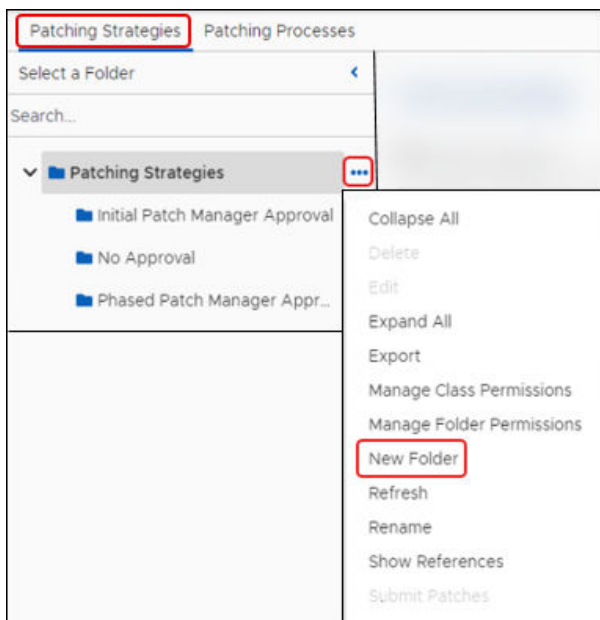 Patching Strategies Patching Processes
Select a Folder
Search...
Patching Strategies
Initial Patch Manager Approval
No Approval
Phased Patch Manager Appr...
Collapse All
Delete
Edit
Expand All
Export
Manage Class Permissions
Manage Folder Permissions
New Folder
Refresh
Rename
Show References
Submit Patches